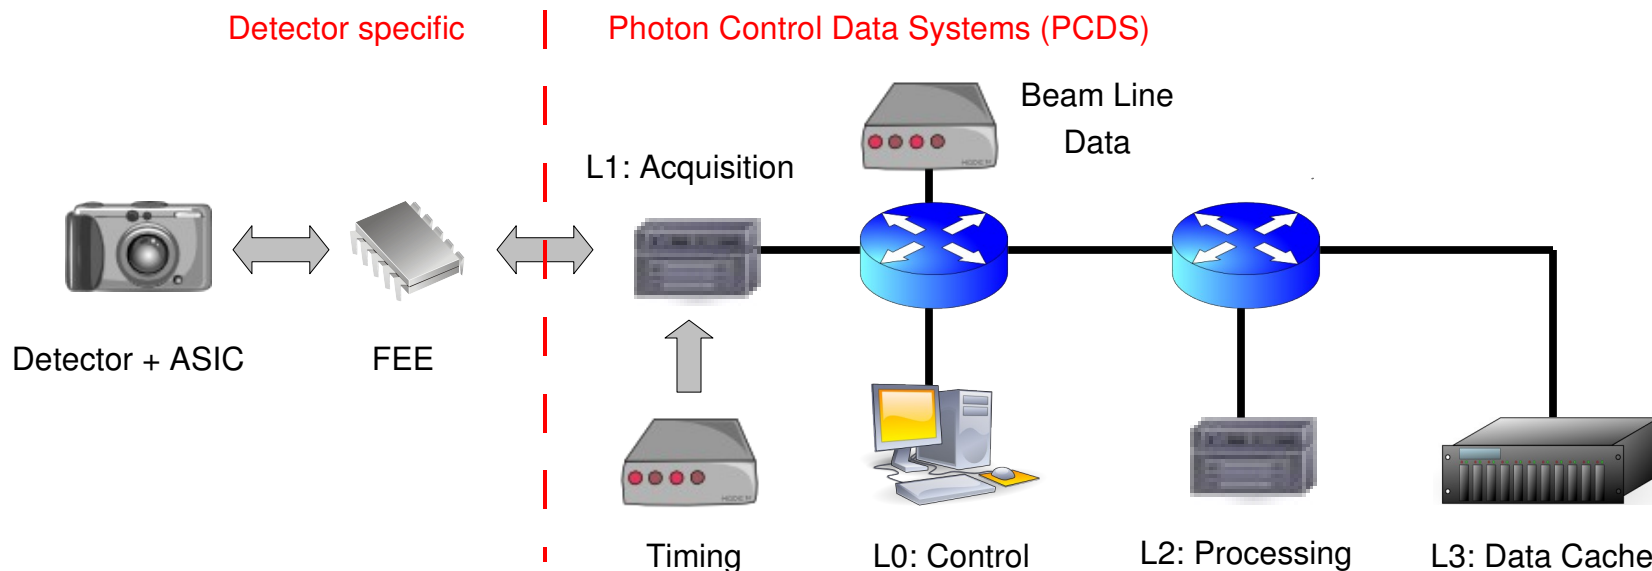 Detector specific
Photon Control Data Systems (PCDS)
Beam Line
Data
L1: Acquisition
Detector + ASIC
FEE
Timing
L0: Control
L2: Processing
L3: Data Cache